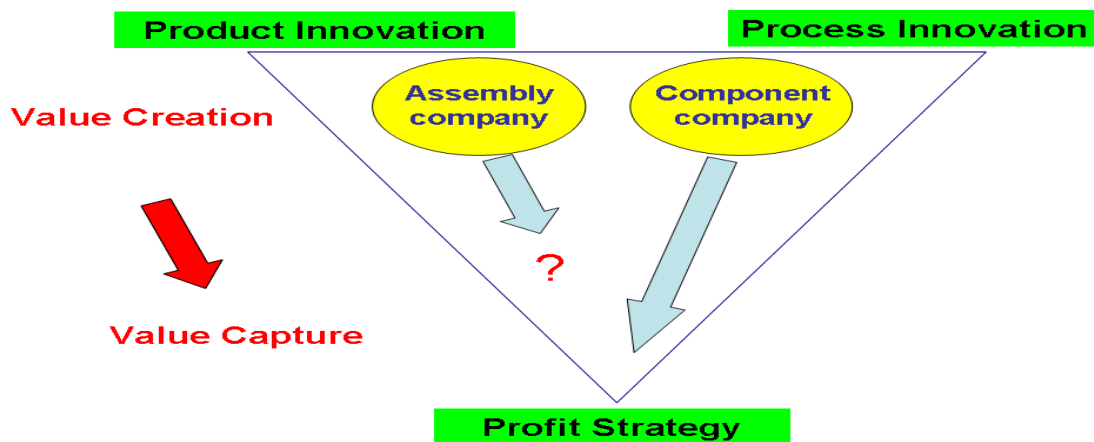 Product Innovation
Process Innovation
Assembly
company
Component
company
Value Creation
?
Value Capture
Profit Strategy